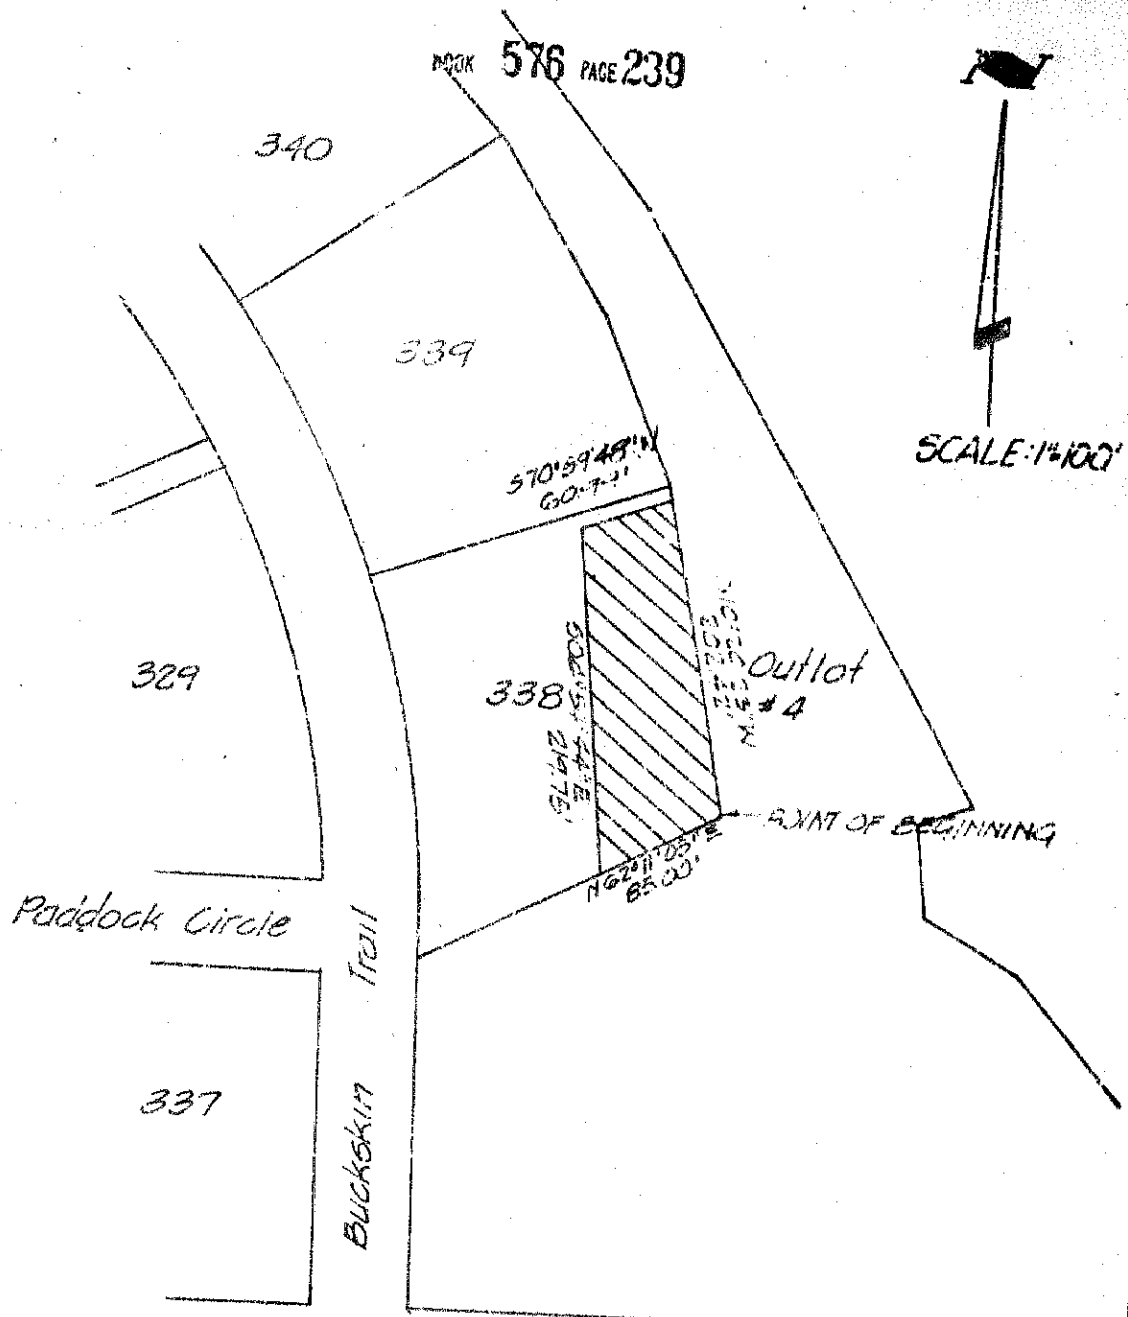 BOOK 576 PAGE 239
N
340
339
SCALE: 1"=100'
S70°59'48"W
329
338
Outlot
#4
POINT OF BEGINNING
N62°11'05"E
85.00'
Paddock Circle
Buckskin Trail
337